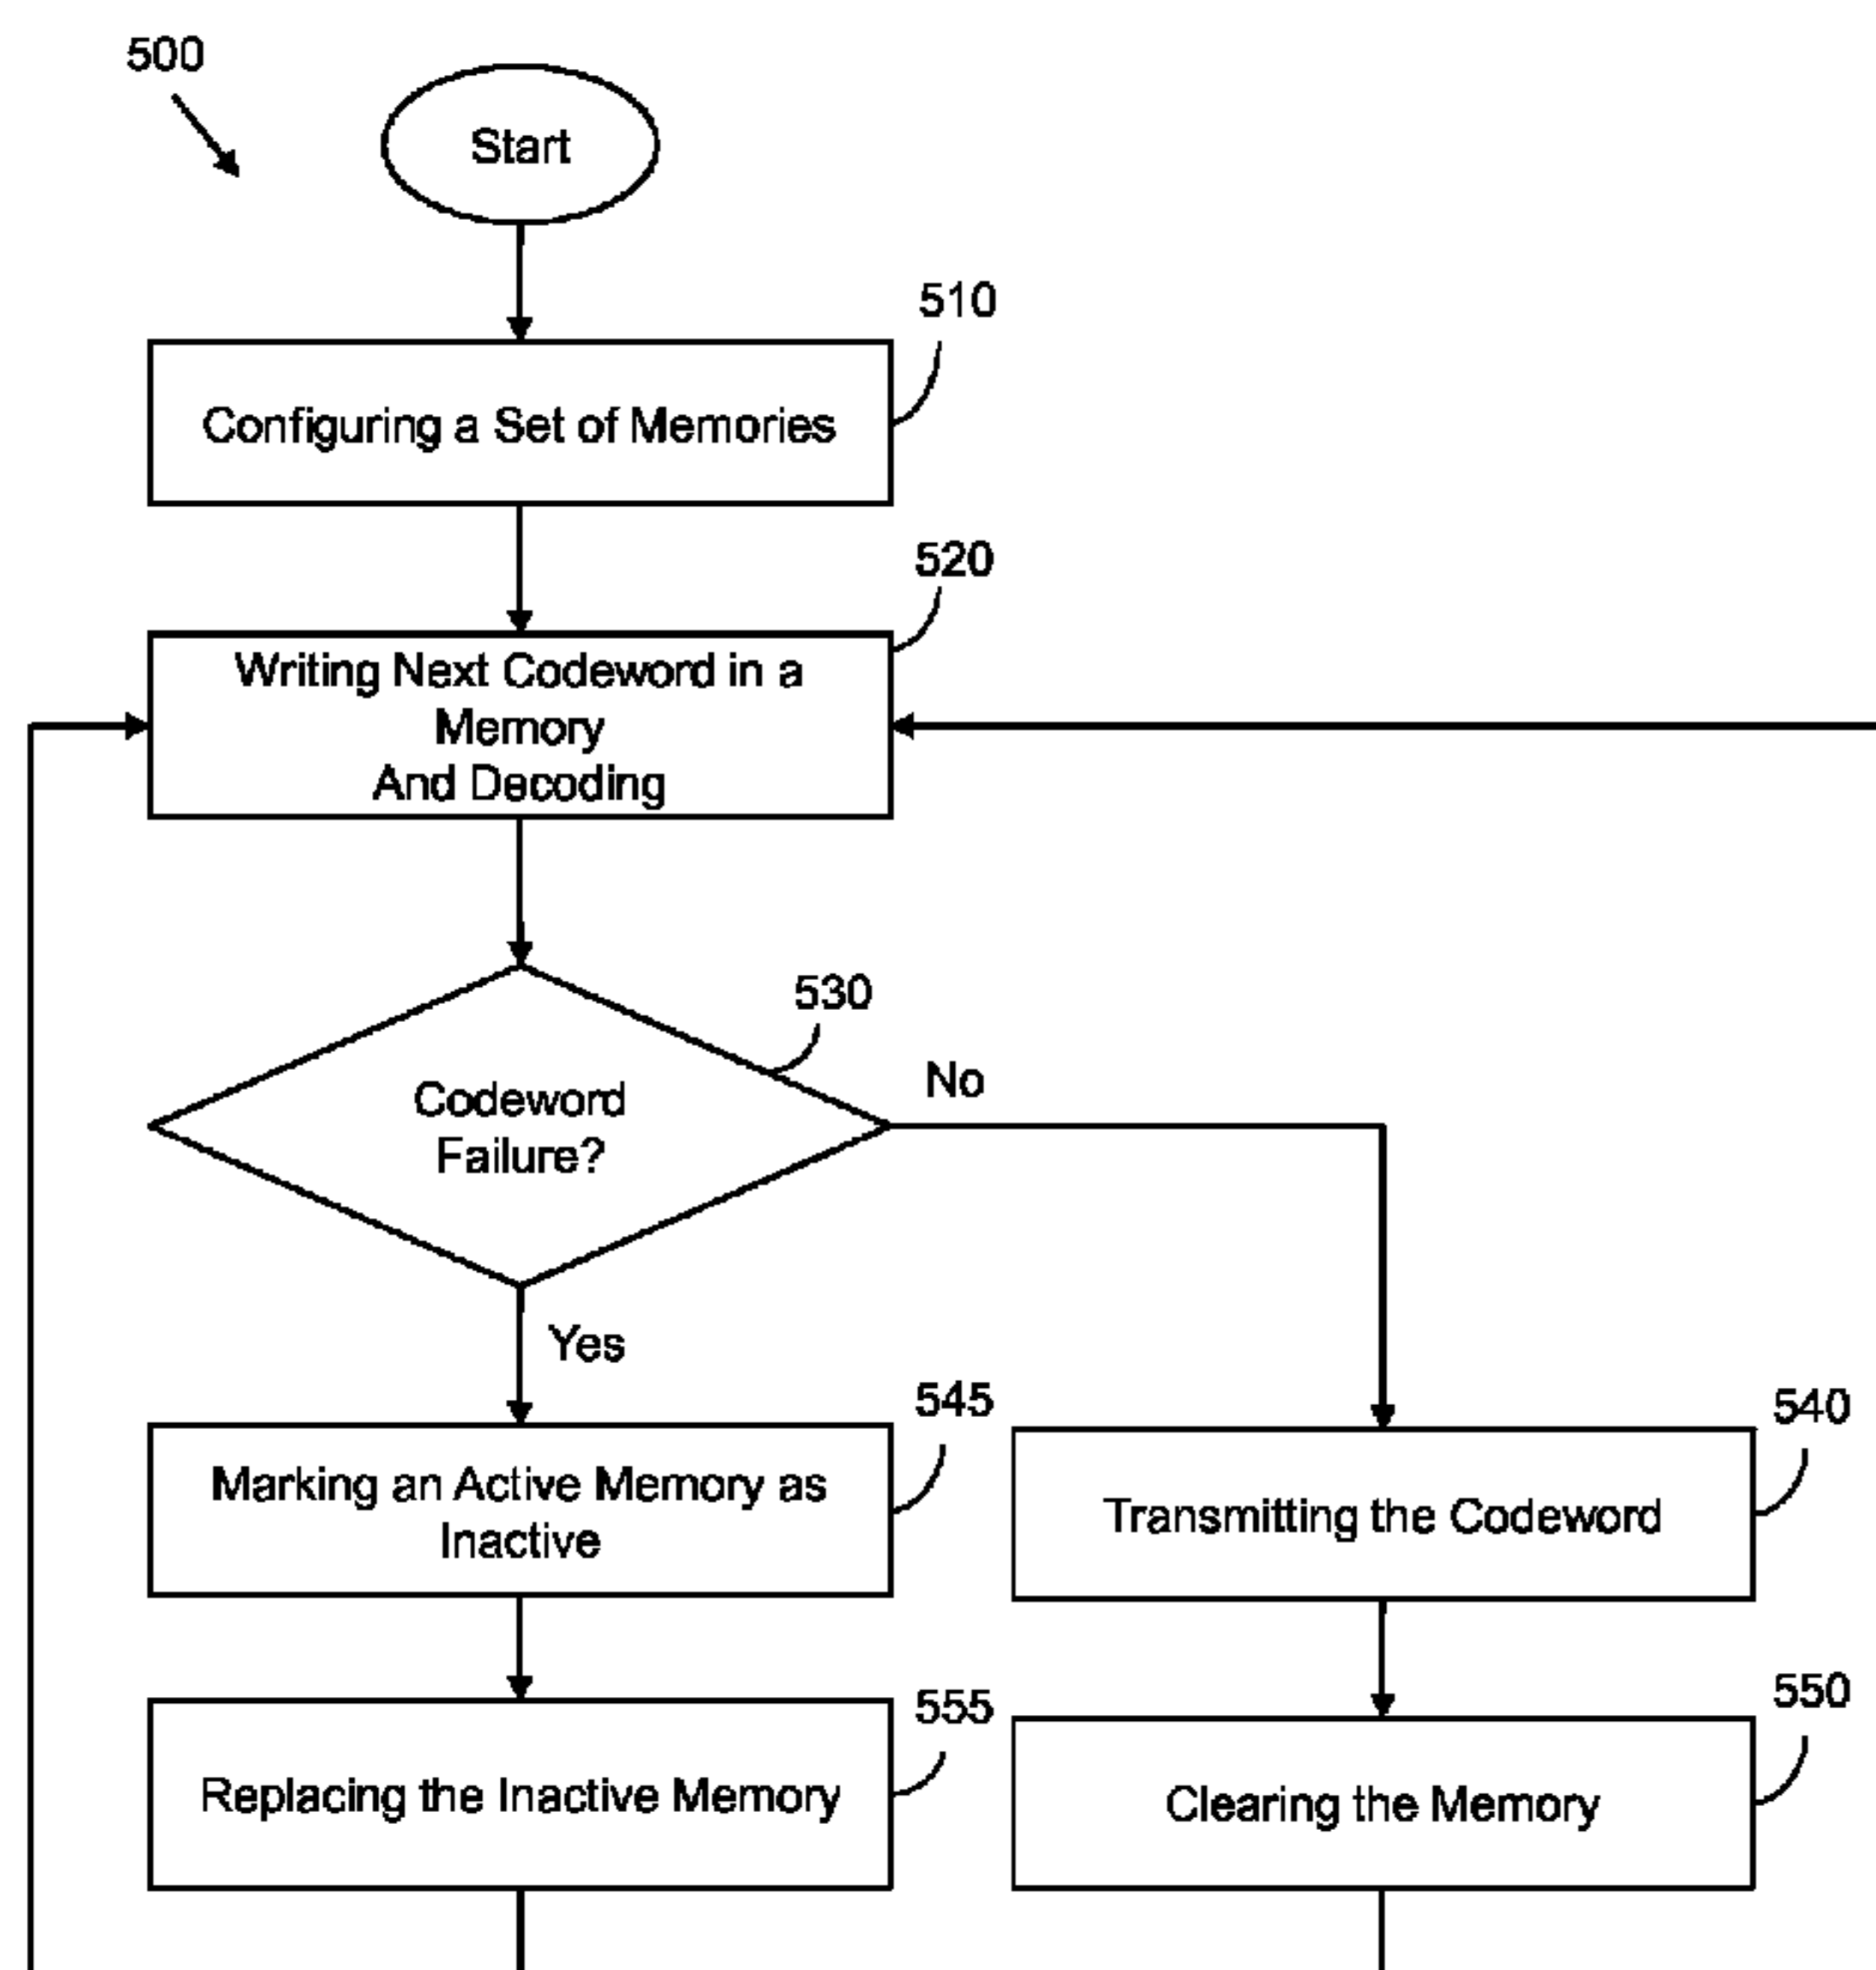 500
Start
510
Configuring a Set of Memories
520
Writing Next Codeword in a
Memory
And Decoding
530
Codeword
Failure?
No
Yes
545
Marking an Active Memory as
Inactive
540
Transmitting the Codeword
555
Replacing the Inactive Memory
550
Clearing the Memory